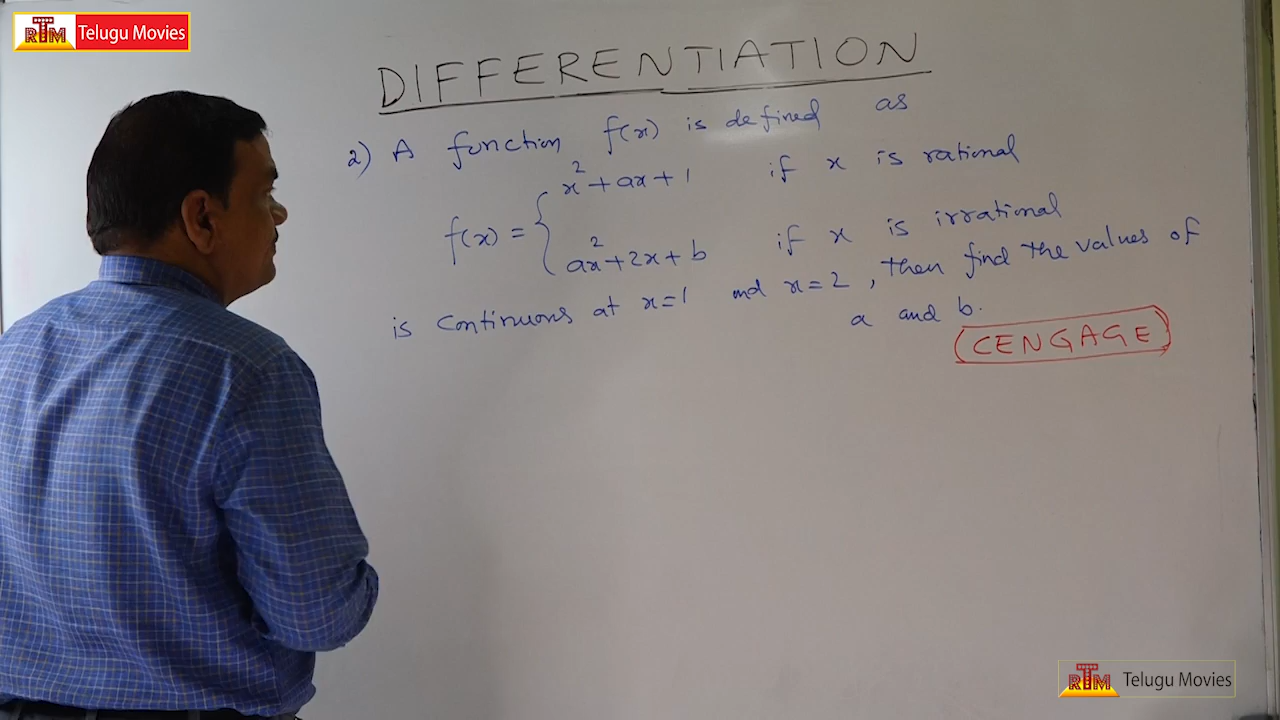 RTM Telugu Movies
DIFFERENTIATION
2) A function f(x) is defined as
f(x) = { x² + ax + 1 if x is rational
ax² + 2x + b if x is irrational
is continuous at x=1 and x=2, then find the values of
a and b.
CENGAGE
RTM Telugu Movies